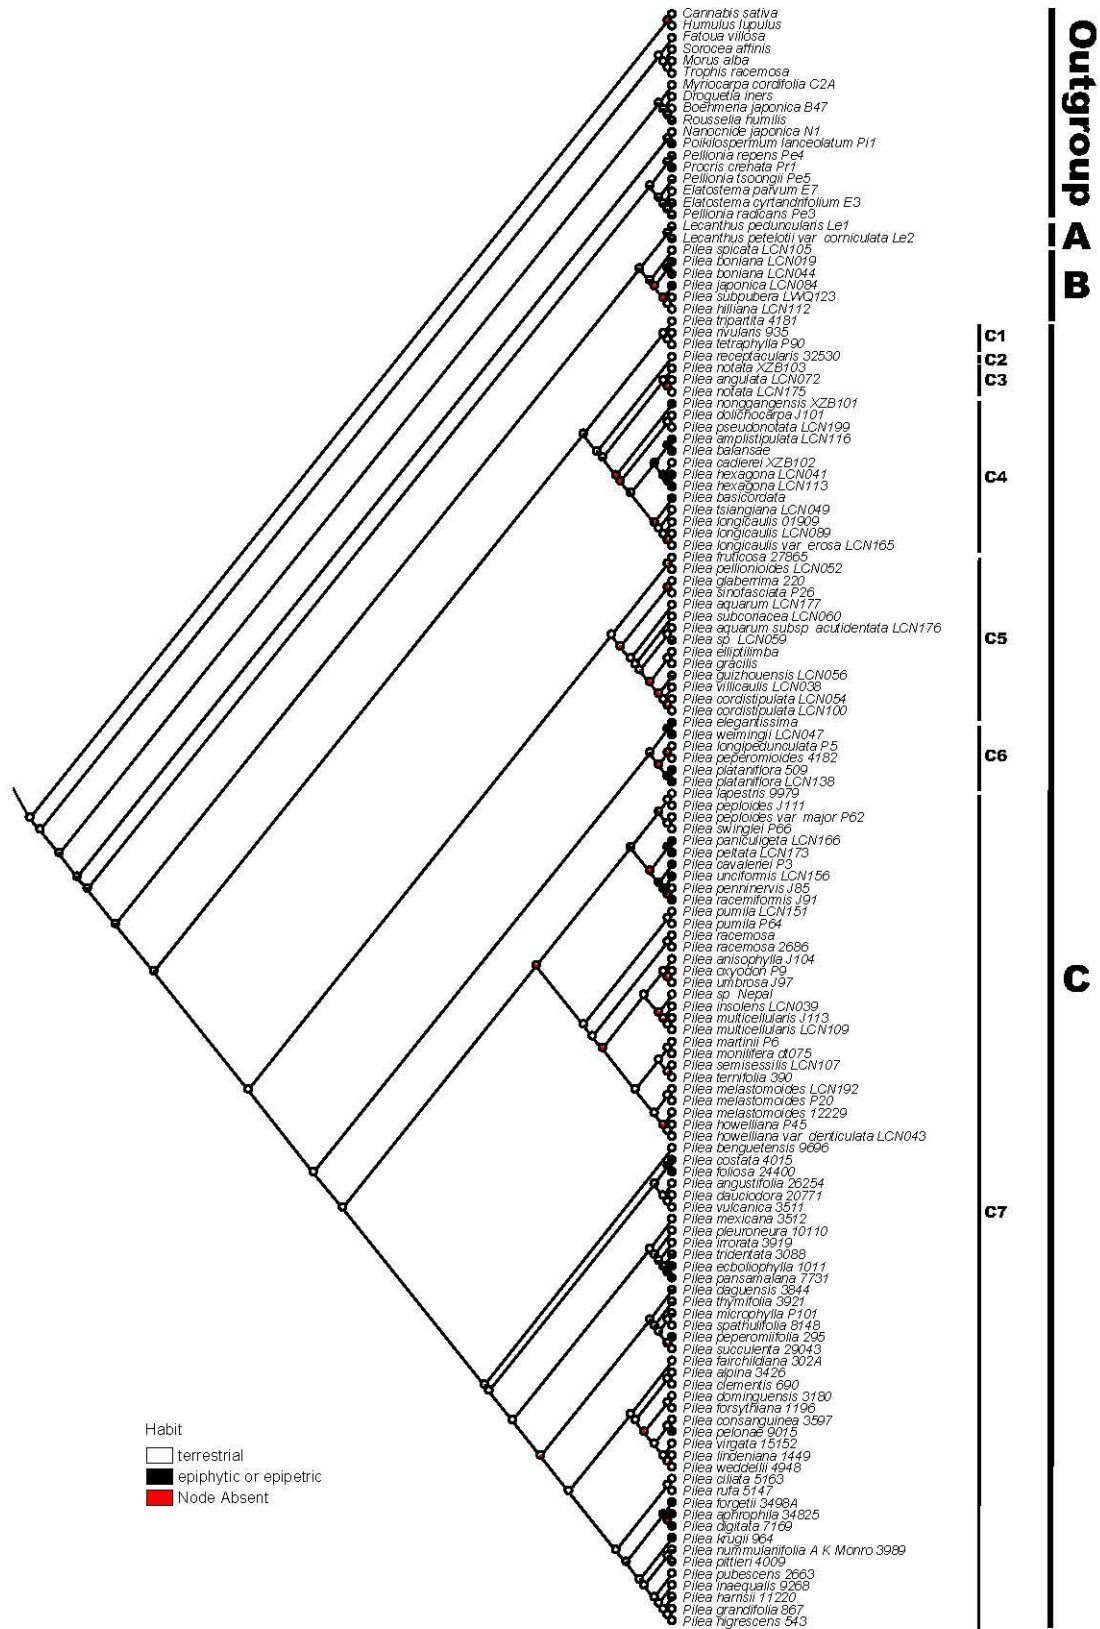 Cannabis sativa
Humulus lupulus
Fatoua villosa
Sorocea affinis
Morus alba
Trophis racemosa
Myriocarpa cordifolia C2A
Droguetia iners
Boehmeria japonica B47
Rousselia humilis
Nanocnide japonica N1
Poikilospermum lanceolatum Pi1
Pellionia repens Pe4
Procris crenata Pr1
Pellionia tsoongii Pe5
Elatostema parvum E7
Elatostema cyrtandrifolium E3
Pellionia radicans Pe3
Outgroup
Lecanthus peduncularis Le1
Lecanthus petelotii var corniculata Le2
A
Pilea spicata LCN105
Pilea boniana LCN019
Pilea boniana LCN044
Pilea japonica LCN084
Pilea subpubera LWQ123
Pilea hilliana LCN112
B
Pilea tripartita 4181
Pilea rivularis 935
Pilea tetraphylla P90
C1
Pilea receptacularis 32530
C2
Pilea notata XZB103
Pilea angulata LCN072
Pilea notata LCN175
C3
Pilea nonggangensis XZB101
Pilea dolichocarpa J101
Pilea pseudonotata LCN199
Pilea amplistipulata LCN116
Pilea balansae
Pilea cadierei XZB102
Pilea hexagona LCN041
Pilea hexagona LCN113
Pilea basicordata
Pilea tsiangiana LCN049
Pilea longicaulis 01909
Pilea longicaulis LCN089
Pilea longicaulis var erosa LCN165
C4
Pilea fruticosa 27865
Pilea pellionioides LCN052
Pilea glaberrima 220
Pilea sinofasciata P26
Pilea aquarum LCN177
Pilea subcoriacea LCN060
Pilea aquarum subsp acutidentata LCN176
Pilea sp LCN059
Pilea elliptilimba
Pilea gracilis
Pilea guizhouensis LCN056
Pilea villicaulis LCN038
Pilea cordistipulata LCN054
Pilea cordistipulata LCN100
C5
Pilea elegantissima
Pilea weimingii LCN047
Pilea longipedunculata P5
Pilea peperomioides 4182
Pilea plataniflora 509
Pilea plataniflora LCN138
C6
Pilea lapestris 9979
Pilea peploides J111
Pilea peploides var major P62
Pilea swinglei P66
Pilea paniculigeta LCN166
Pilea peltata LCN173
Pilea cavaleriei P3
Pilea unciformis LCN156
Pilea penninervis J85
Pilea racemiformis J91
Pilea pumila LCN151
Pilea pumila P64
Pilea racemosa
Pilea racemosa 2686
Pilea anisophylla J104
Pilea oxyodon P9
Pilea umbrosa J97
Pilea sp Nepal
Pilea insolens LCN039
Pilea multicellularis J113
Pilea multicellularis LCN109
Pilea martinii P6
Pilea monilifera dt075
Pilea semisessilis LCN107
Pilea ternifolia 390
Pilea melastomoides LCN192
Pilea melastomoides P20
Pilea melastomoides 12229
Pilea howelliana P45
Pilea howelliana var denticulata LCN043
Pilea benguetensis 9696
Pilea costata 4015
Pilea foliosa 24400
Pilea angustifolia 26254
Pilea dauciodora 20771
Pilea vulcanica 3511
Pilea mexicana 3512
Pilea pleuroneura 10110
Pilea irrorata 3919
Pilea tridentata 3088
Pilea ecboliophylla 1011
Pilea pansamalana 7731
Pilea daguensis 3844
Pilea thymifolia 3921
Pilea microphylla P101
Pilea spathulifolia 8148
Pilea peperomiifolia 295
Pilea succulenta 29043
Pilea fairchildiana 302A
Pilea alpina 3426
Pilea clementis 690
Pilea dominguensis 3180
Pilea forsythiana 1196
Pilea consanguinea 3597
Pilea pelonae 9015
Pilea virgata 15152
Pilea lindeniana 1449
Pilea weddellii 4948
Pilea ciliata 5163
Pilea rufa 5147
Pilea forgetii 3498A
Pilea aphrophila 34825
Pilea digitata 7169
Pilea krugii 964
Pilea nummulariifolia A K Monro 3989
Pilea pittieri 4009
Pilea pubescens 2663
Pilea inaequalis 9268
Pilea harrisii 11220
Pilea grandifolia 867
Pilea nigrescens 543
C7
C
Habit
terrestrial
epiphytic or epipetric
Node Absent